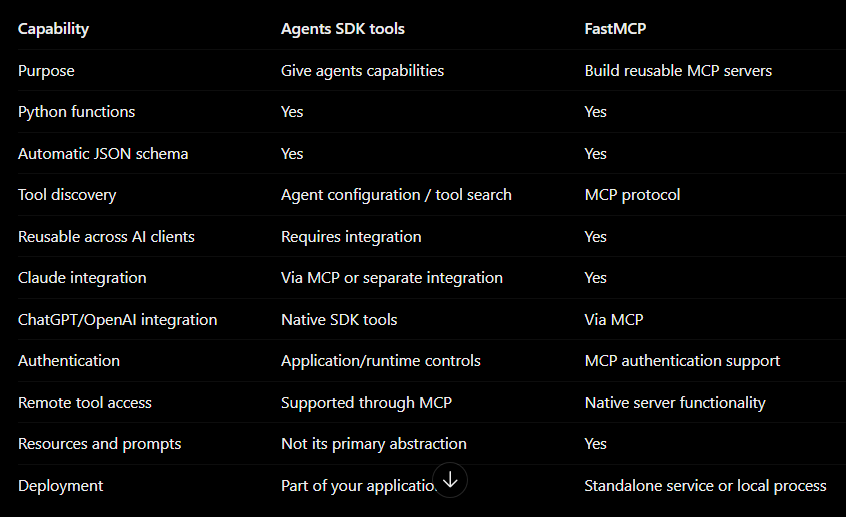 Capability Agents SDK tools FastMCP
Purpose Give agents capabilities Build reusable MCP servers
Python functions Yes Yes
Automatic JSON schema Yes Yes
Tool discovery Agent configuration / tool search MCP protocol
Reusable across AI clients Requires integration Yes
Claude integration Via MCP or separate integration Yes
ChatGPT/OpenAI integration Native SDK tools Via MCP
Authentication Application/runtime controls MCP authentication support
Remote tool access Supported through MCP Native server functionality
Resources and prompts Not its primary abstraction Yes
Deployment Part of your application Standalone service or local process